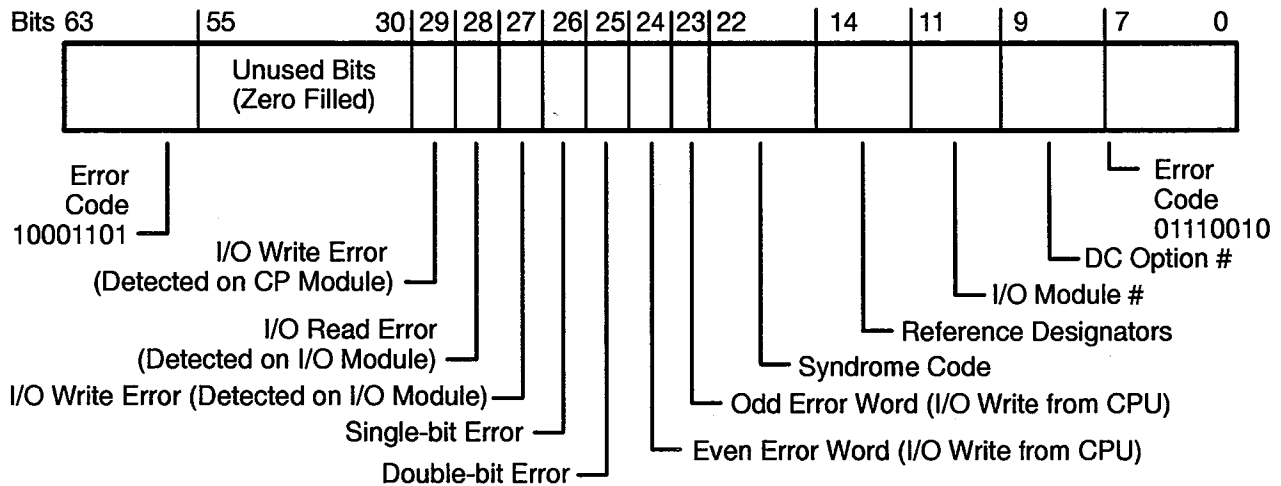 Bits 63 55 30 29 28 27 26 25 24 23 22 14 11 9 7 0
Unused Bits
(Zero Filled)
Error
Code
10001101
Error
Code
01110010
I/O Write Error
(Detected on CP Module)
DC Option #
I/O Module #
I/O Read Error
(Detected on I/O Module)
Reference Designators
Syndrome Code
I/O Write Error (Detected on I/O Module)
Odd Error Word (I/O Write from CPU)
Single-bit Error
Even Error Word (I/O Write from CPU)
Double-bit Error